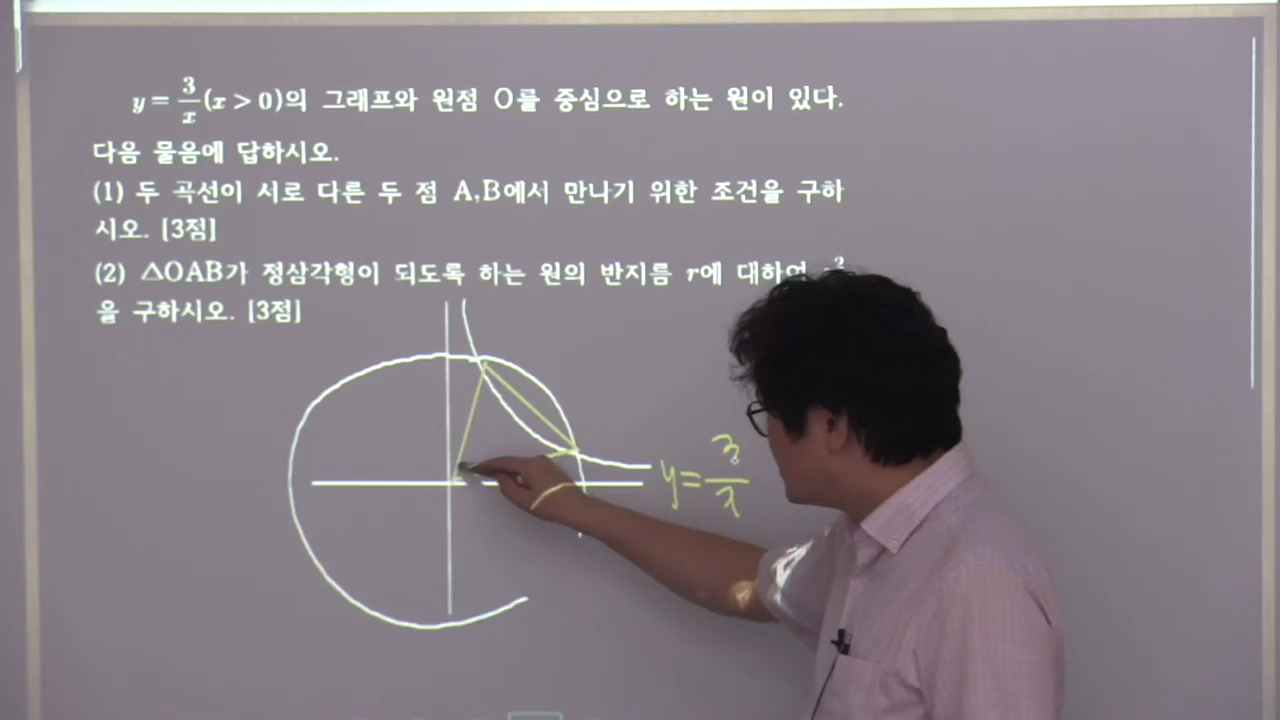 y = 3/x (x > 0)의 그래프와 원점 O를 중심으로 하는 원이 있다.
다음 물음에 답하시오.
(1) 두 곡선이 서로 다른 두 점 A,B에서 만나기 위한 조건을 구하
시오. [3점]
(2) △OAB가 정삼각형이 되도록 하는 원의 반지름 r에 대하여
을 구하시오. [3점]
y = 3/x